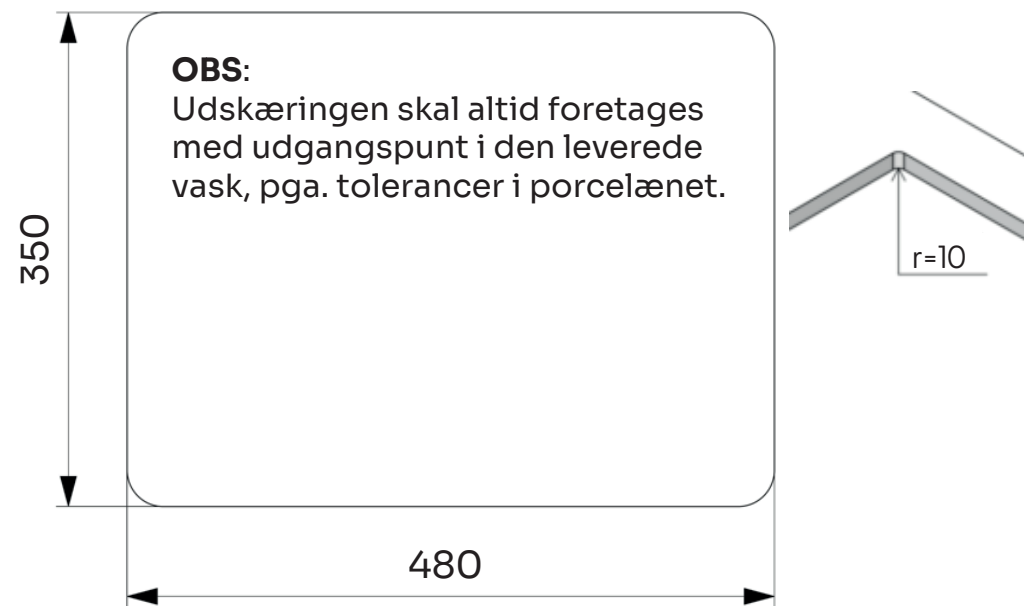 OBS:
Udskæringen skal altid foretages
med udgangspunt i den leverede
vask, pga. tolerancer i porcelænet.
350
r=10
480